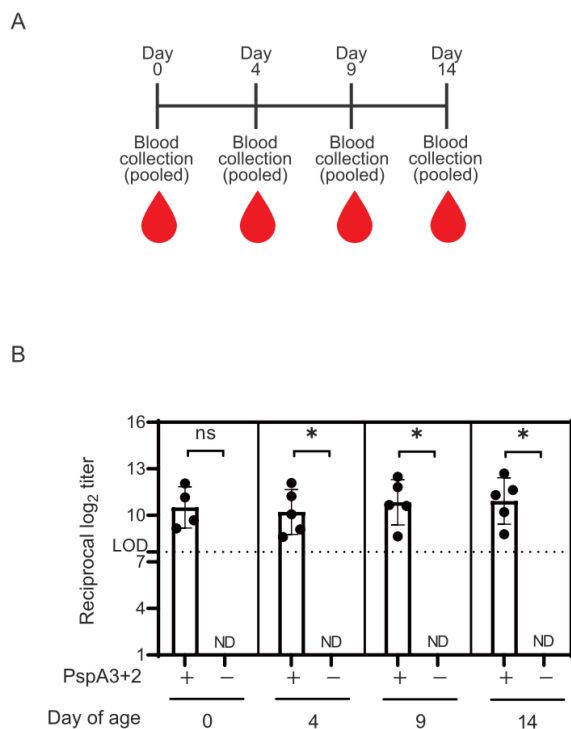 A
Day Day Day Day
0 4 9 14
Blood Blood Blood Blood
collection collection collection collection
(pooled) (pooled) (pooled) (pooled)
B
Reciprocal log2 titer
16
13
10
LOD
7
4
1
ns * * *
ND ND ND ND
PspA3+2 + − + − + − + −
Day of age 0 4 9 14